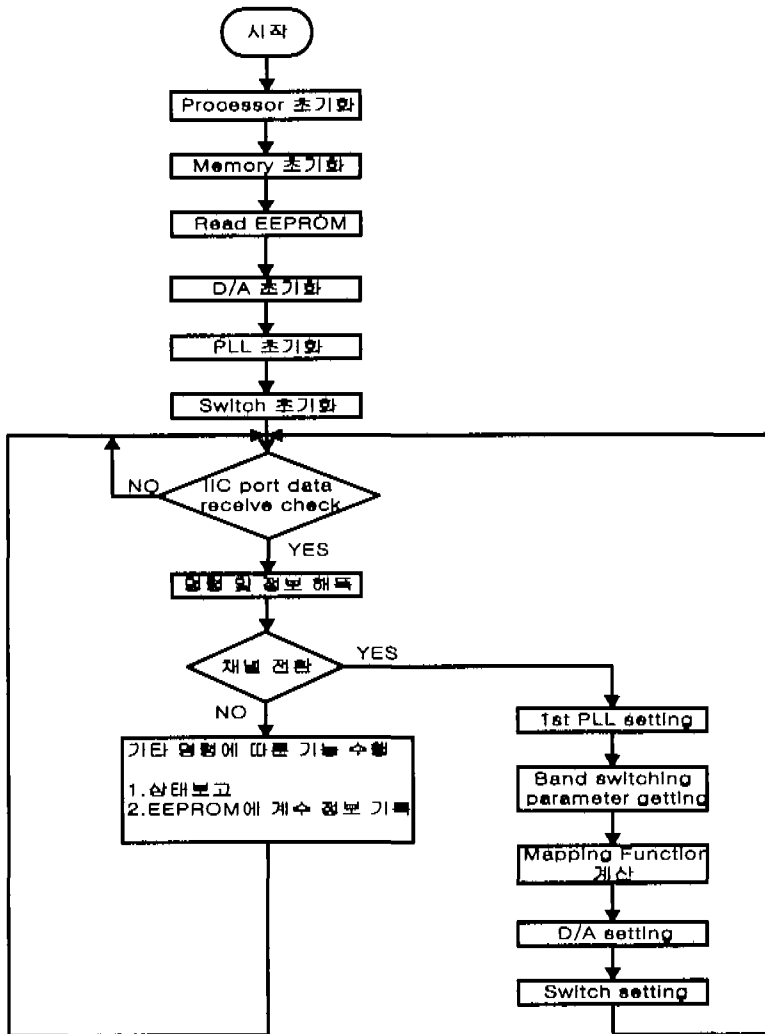 시작
Processor 초기화
Memory 초기화
Read EEPROM
D/A 초기화
PLL 초기화
Switch 초기화
IIC port data
receive check
NO
YES
명령 및 정보 해독
채널 전환
YES
NO
기타 명령에 따른 기능 수행
1.상태보고
2.EEPROM에 계수 정보 기록
1st PLL setting
Band switching
parameter getting
Mapping Function
계산
D/A setting
Switch setting